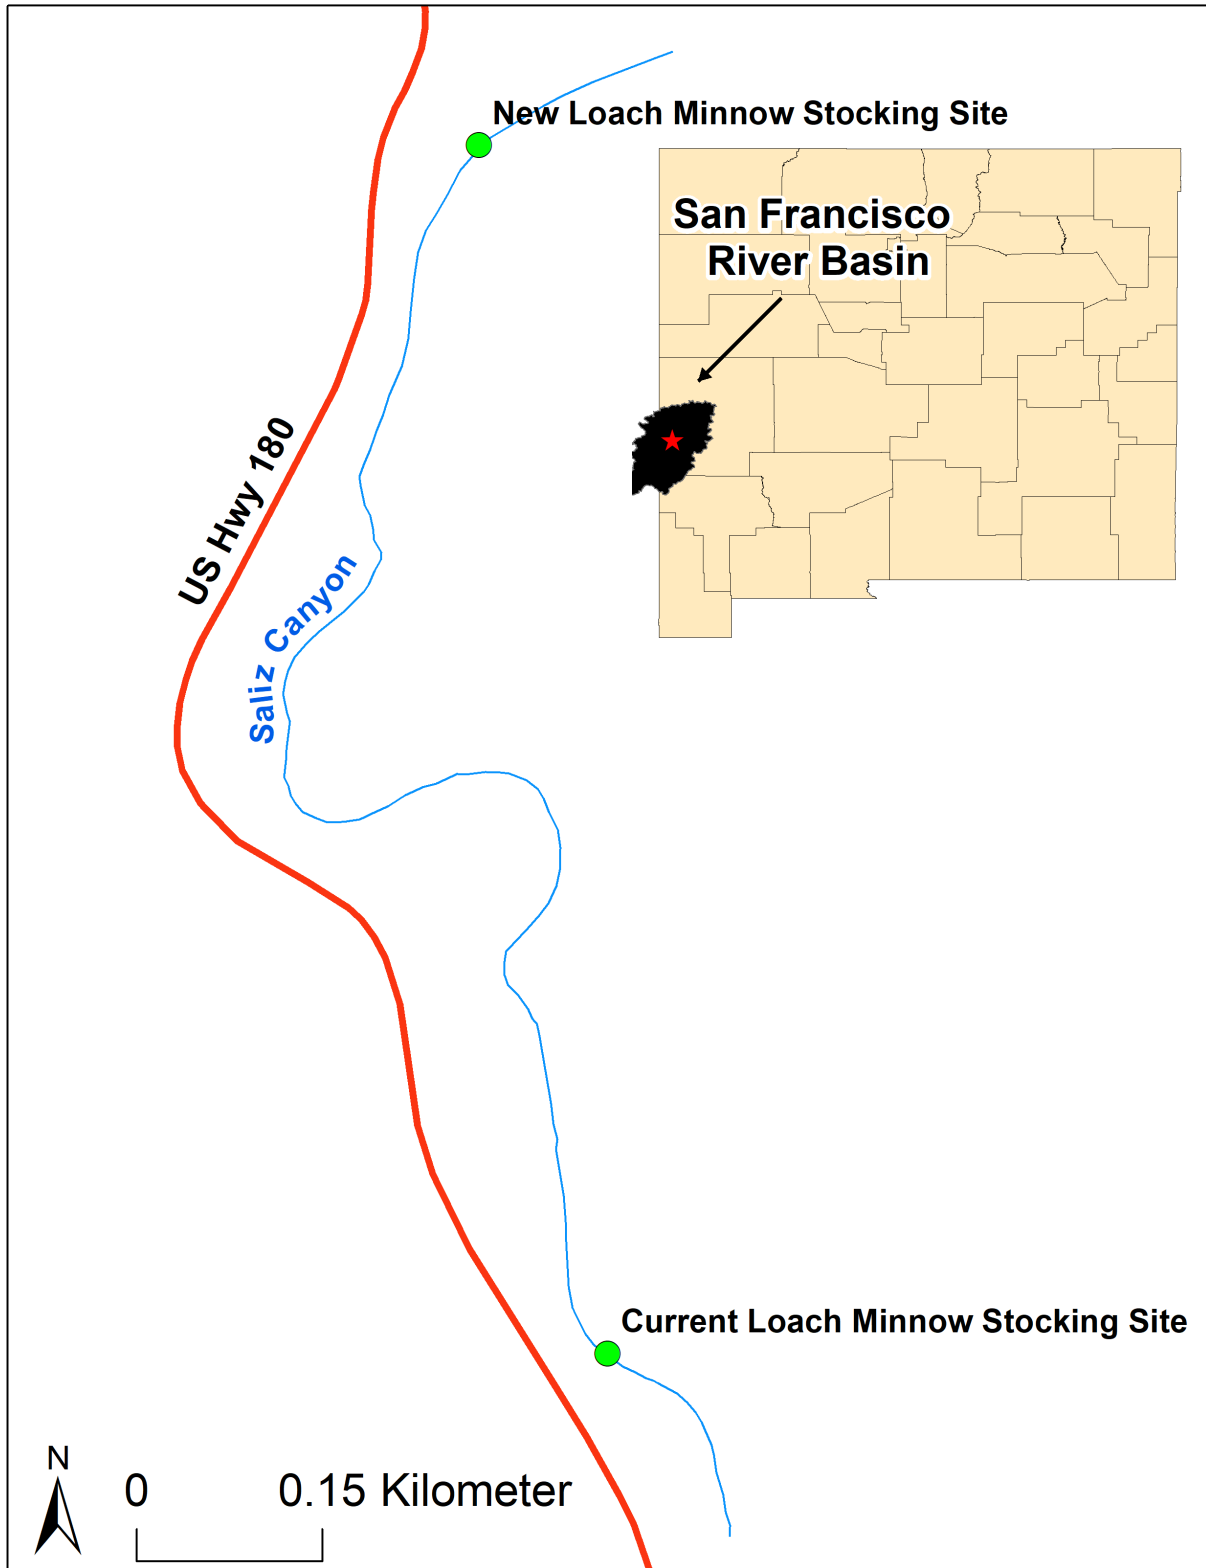 New Loach Minnow Stocking Site
San Francisco
River Basin
US Hwy 180
Saliz Canyon
Current Loach Minnow Stocking Site
N
0 0.15 Kilometer